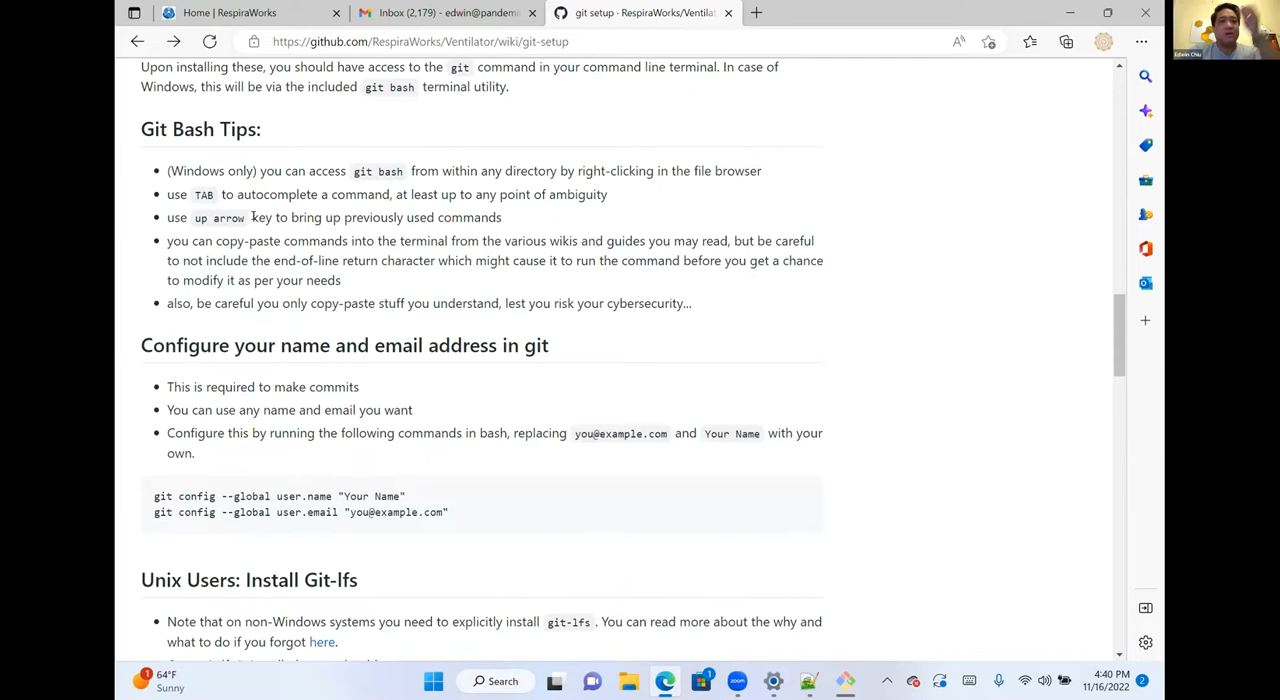 Home | RespiraWorks
Inbox (2,179) - edwin@pandemi
git setup · RespiraWorks/Ventilat
https://github.com/RespiraWorks/Ventilator/wiki/git-setup
Edwin Chiu
Upon installing these, you should have access to the git command in your command line terminal. In case of
Windows, this will be via the included git bash terminal utility.
Git Bash Tips:
• (Windows only) you can access git bash from within any directory by right-clicking in the file browser
• use TAB to autocomplete a command, at least up to any point of ambiguity
• use up arrow key to bring up previously used commands
• you can copy-paste commands into the terminal from the various wikis and guides you may read, but be careful
to not include the end-of-line return character which might cause it to run the command before you get a chance
to modify it as per your needs
• also, be careful you only copy-paste stuff you understand, lest you risk your cybersecurity...
Configure your name and email address in git
• This is required to make commits
• You can use any name and email you want
• Configure this by running the following commands in bash, replacing you@example.com and Your Name with your
own.
git config --global user.name "Your Name"
git config --global user.email "you@example.com"
Unix Users: Install Git-lfs
• Note that on non-Windows systems you need to explicitly install git-lfs . You can read more about the why and
what to do if you forgot here.
1
64°F
Sunny
Search
1
4:40 PM
11/16/2022
2